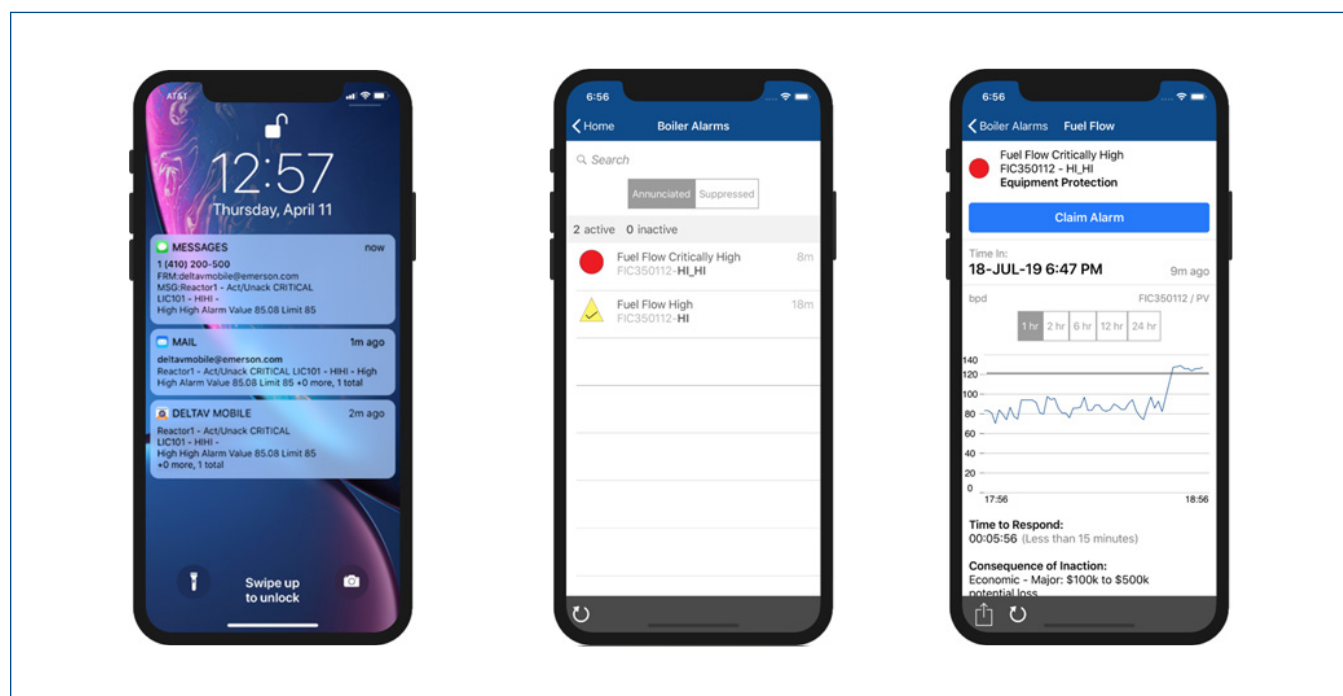 AT&T
12:57
Thursday, April 11
MESSAGES now
1 (410) 200-500
FRM:deltavmobile@emerson.com
MSG:Reactor1 - Act/Unack CRITICAL
LIC101 - HIHI -
High High Alarm Value 85.08 Limit 85
MAIL 1m ago
deltavmobile@emerson.com
Reactor1 - Act/Unack CRITICAL LIC101 - HIHI - High
High Alarm Value 85.08 Limit 85 +0 more, 1 total
DELTAV MOBILE 2m ago
Reactor1 - Act/Unack CRITICAL
LIC101 - HIHI -
High High Alarm Value 85.08 Limit 85
+0 more, 1 total
Swipe up
to unlock
6:56
Home Boiler Alarms
Search
Annunciated Suppressed
2 active 0 inactive
Fuel Flow Critically High 8m
FIC350112-HI_HI
Fuel Flow High 18m
FIC350112-HI
6:56
Boiler Alarms Fuel Flow
Fuel Flow Critically High
FIC350112 - HI_HI
Equipment Protection
Claim Alarm
Time In:
18-JUL-19 6:47 PM 9m ago
bpd FIC350112 / PV
1 hr 2 hr 6 hr 12 hr 24 hr
140
120
100
80
60
40
20
0
17:56 18:56
Time to Respond:
00:05:56 (Less than 15 minutes)
Consequence of Inaction:
Economic - Major: $100k to $500k
potential loss